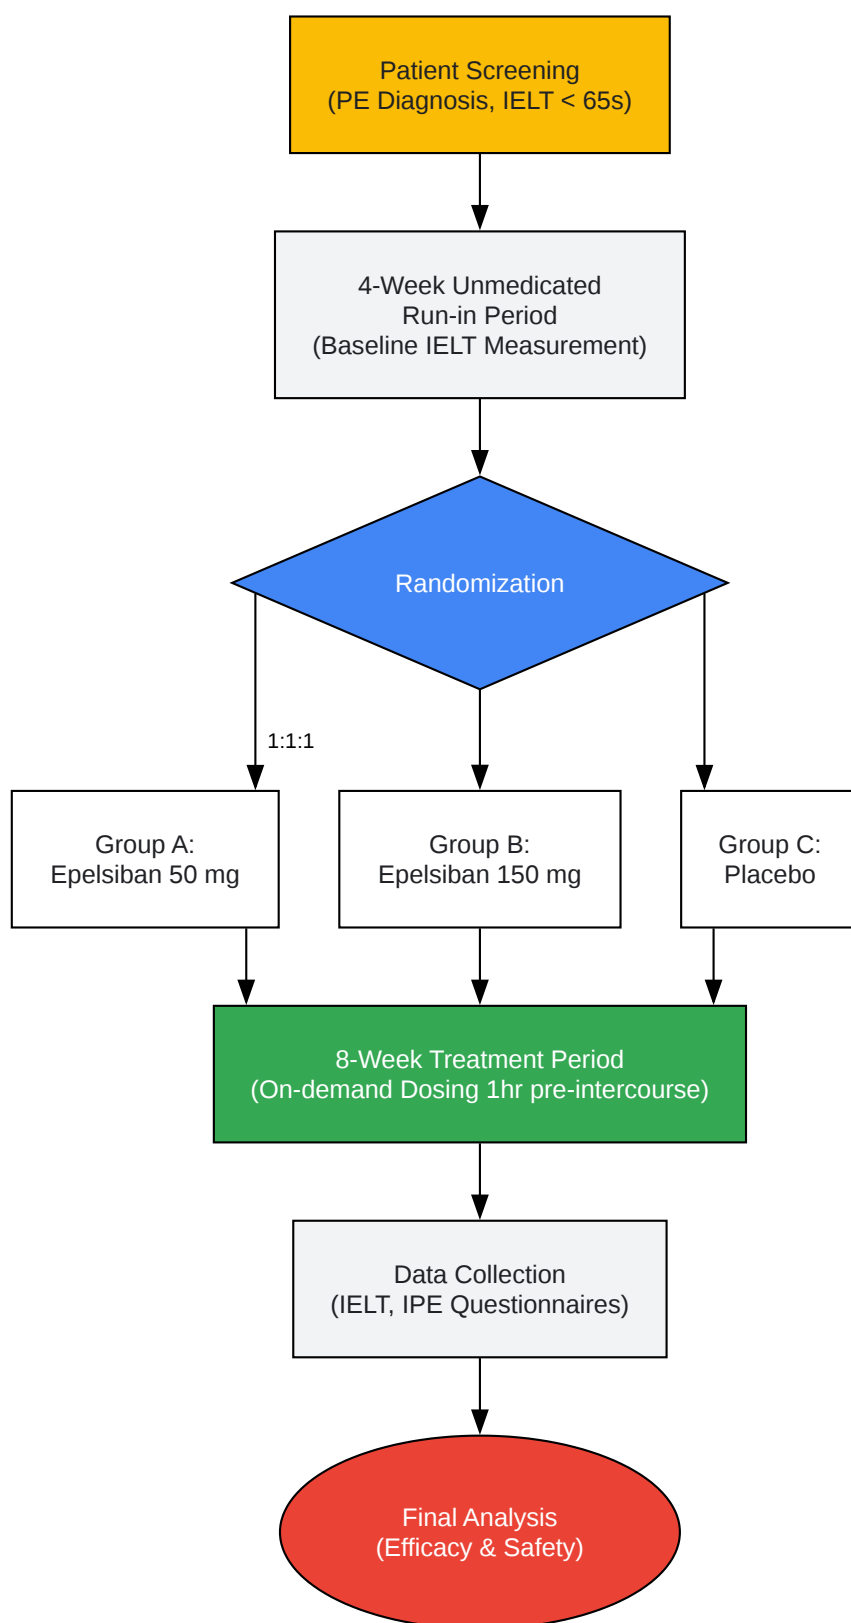 Patient Screening
(PE Diagnosis, IELT < 65s)
4-Week Unmedicated
Run-in Period
(Baseline IELT Measurement)
Randomization
1:1:1
Group A:
Epelsiban 50 mg
Group B:
Epelsiban 150 mg
Group C:
Placebo
8-Week Treatment Period
(On-demand Dosing 1hr pre-intercourse)
Data Collection
(IELT, IPE Questionnaires)
Final Analysis
(Efficacy & Safety)